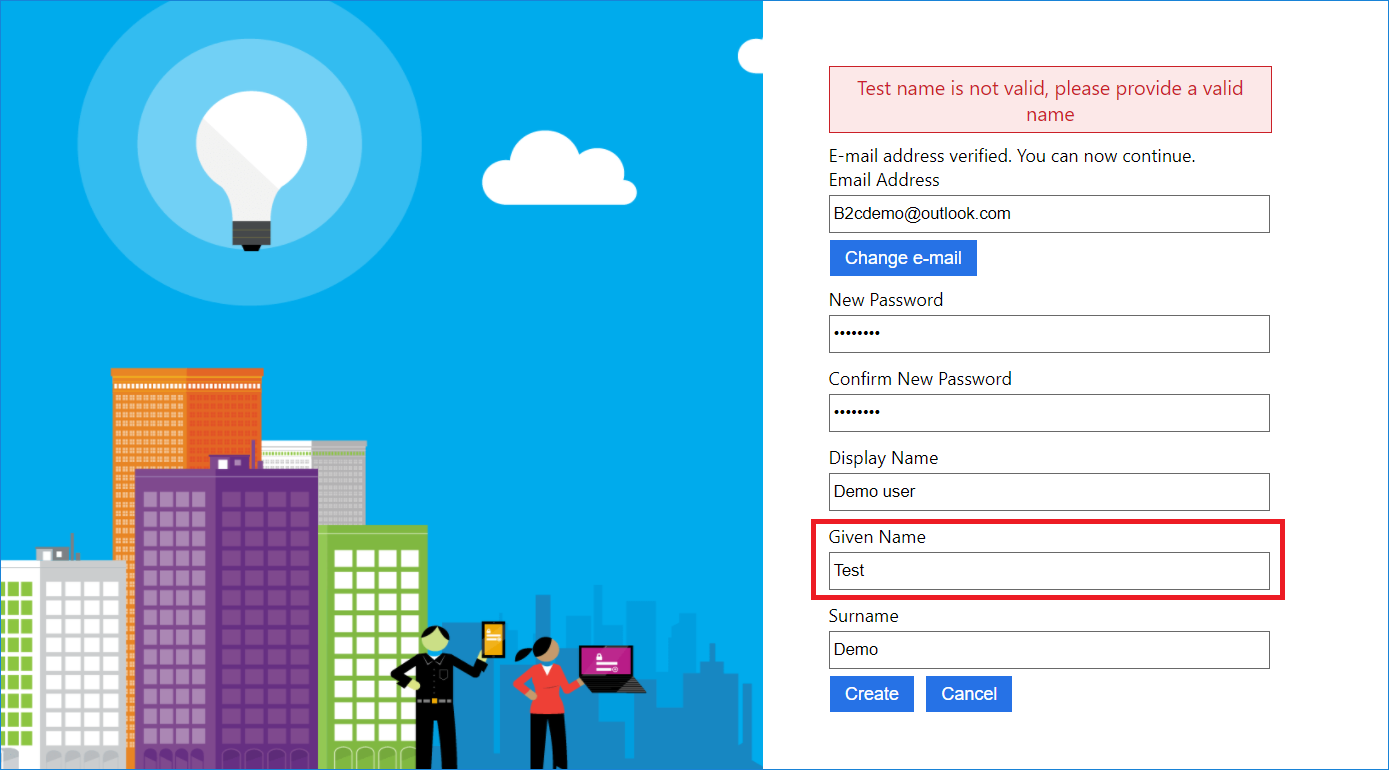 Test name is not valid, please provide a valid
name
E-mail address verified. You can now continue.
Email Address
B2cdemo@outlook.com
Change e-mail
New Password
••••••••
Confirm New Password
••••••••
Display Name
Demo user
Given Name
Test
Surname
Demo
Create Cancel